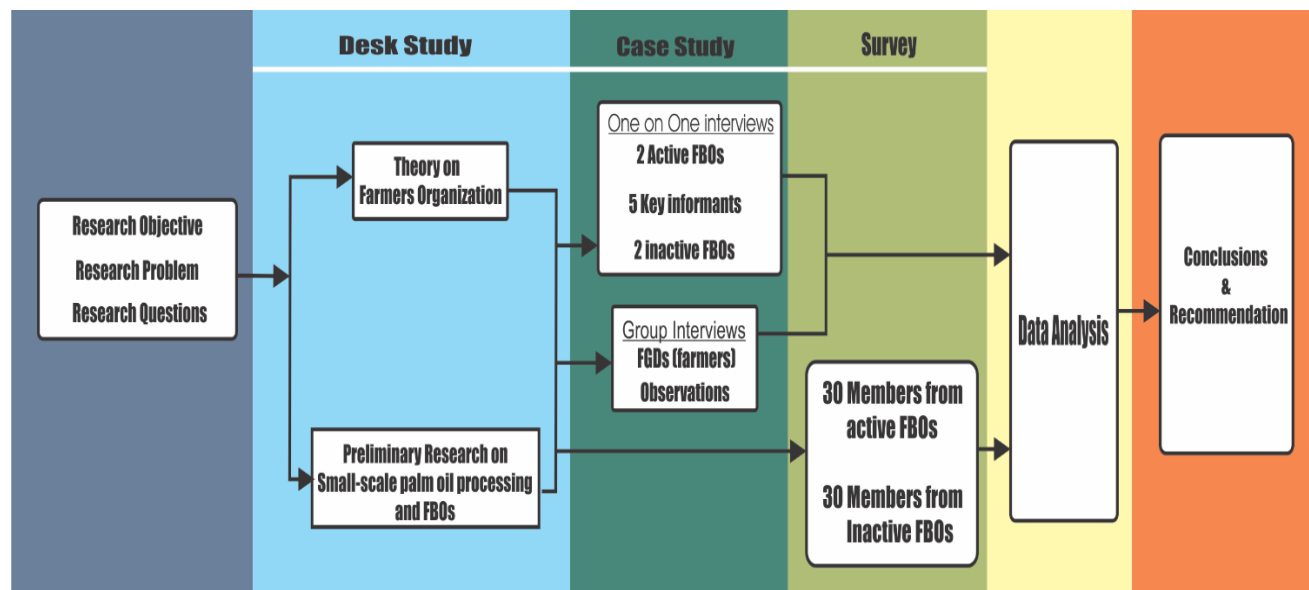 Desk Study
Case Study
Survey
Research Objective
Research Problem
Research Questions
Theory on
Farmers Organization
Preliminary Research on
Small-scale palm oil processing
and FBOs
One on One interviews
2 Active FBOs
5 Key informants
2 inactive FBOs
Group Interviews
FGDs (farmers)
Observations
30 Members from
active FBOs
30 Members from
Inactive FBOs
Data Analysis
Conclusions
&
Recommendation